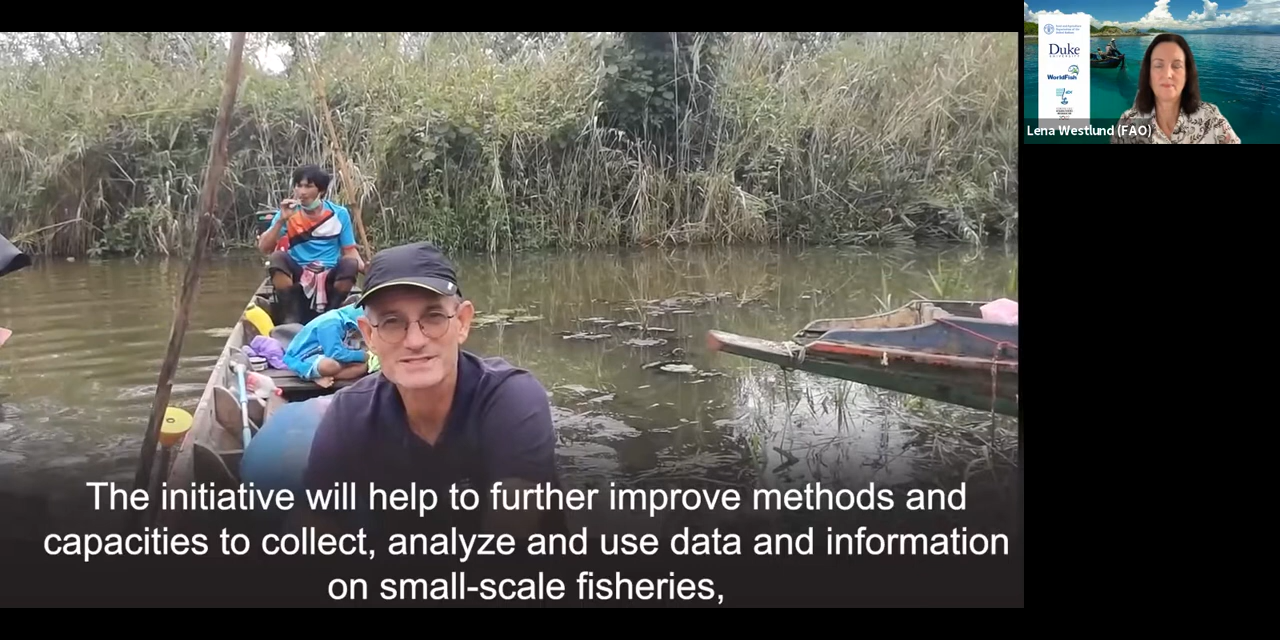 The initiative will help to further improve methods and
capacities to collect, analyze and use data and information
on small-scale fisheries,
Duke
UNIVERSITY
WorldFish
Lena Westlund (FAO)